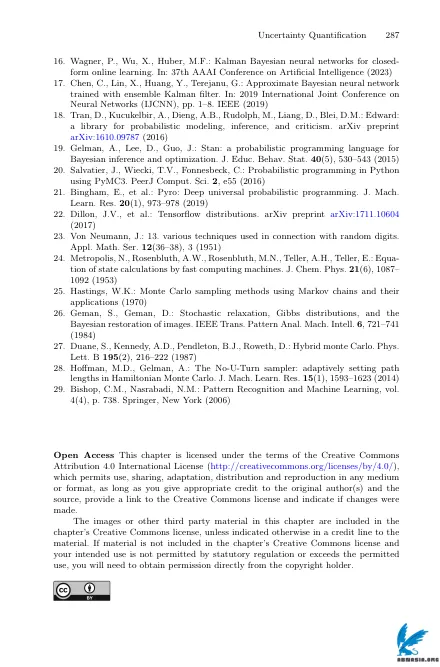 Uncertainty Quantification 287
16. Wagner, P., Wu, X., Huber, M.F.: Kalman Bayesian neural networks for closed-
form online learning. In: 37th AAAI Conference on Artificial Intelligence (2023)
17. Chen, C., Lin, X., Huang, Y., Terejanu, G.: Approximate Bayesian neural network
trained with ensemble Kalman filter. In: 2019 International Joint Conference on
Neural Networks (IJCNN), pp. 1–8. IEEE (2019)
18. Tran, D., Kucukelbir, A., Dieng, A.B., Rudolph, M., Liang, D., Blei, D.M.: Edward:
a library for probabilistic modeling, inference, and criticism. arXiv preprint
arXiv:1610.09787 (2016)
19. Gelman, A., Lee, D., Guo, J.: Stan: a probabilistic programming language for
Bayesian inference and optimization. J. Educ. Behav. Stat. 40(5), 530–543 (2015)
20. Salvatier, J., Wiecki, T.V., Fonnesbeck, C.: Probabilistic programming in Python
using PyMC3. PeerJ Comput. Sci. 2, e55 (2016)
21. Bingham, E., et al.: Pyro: Deep universal probabilistic programming. J. Mach.
Learn. Res. 20(1), 973–978 (2019)
22. Dillon, J.V., et al.: Tensorflow distributions. arXiv preprint arXiv:1711.10604
(2017)
23. Von Neumann, J.: 13. various techniques used in connection with random digits.
Appl. Math. Ser. 12(36–38), 3 (1951)
24. Metropolis, N., Rosenbluth, A.W., Rosenbluth, M.N., Teller, A.H., Teller, E.: Equa-
tion of state calculations by fast computing machines. J. Chem. Phys. 21(6), 1087–
1092 (1953)
25. Hastings, W.K.: Monte Carlo sampling methods using Markov chains and their
applications (1970)
26. Geman, S., Geman, D.: Stochastic relaxation, Gibbs distributions, and the
Bayesian restoration of images. IEEE Trans. Pattern Anal. Mach. Intell. 6, 721–741
(1984)
27. Duane, S., Kennedy, A.D., Pendleton, B.J., Roweth, D.: Hybrid monte Carlo. Phys.
Lett. B 195(2), 216–222 (1987)
28. Hoffman, M.D., Gelman, A.: The No-U-Turn sampler: adaptively setting path
lengths in Hamiltonian Monte Carlo. J. Mach. Learn. Res. 15(1), 1593–1623 (2014)
29. Bishop, C.M., Nasrabadi, N.M.: Pattern Recognition and Machine Learning, vol.
4(4), p. 738. Springer, New York (2006)
Open Access This chapter is licensed under the terms of the Creative Commons
Attribution 4.0 International License (http://creativecommons.org/licenses/by/4.0/),
which permits use, sharing, adaptation, distribution and reproduction in any medium
or format, as long as you give appropriate credit to the original author(s) and the
source, provide a link to the Creative Commons license and indicate if changes were
made.
The images or other third party material in this chapter are included in the
chapter's Creative Commons license, unless indicated otherwise in a credit line to the
material. If material is not included in the chapter's Creative Commons license and
your intended use is not permitted by statutory regulation or exceeds the permitted
use, you will need to obtain permission directly from the copyright holder.
cc BY